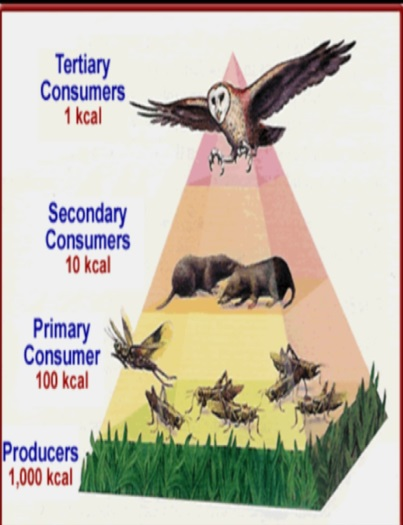 Tertiary
Consumers
1 kcal
Secondary
Consumers
10 kcal
Primary
Consumer
100 kcal
Producers
1,000 kcal